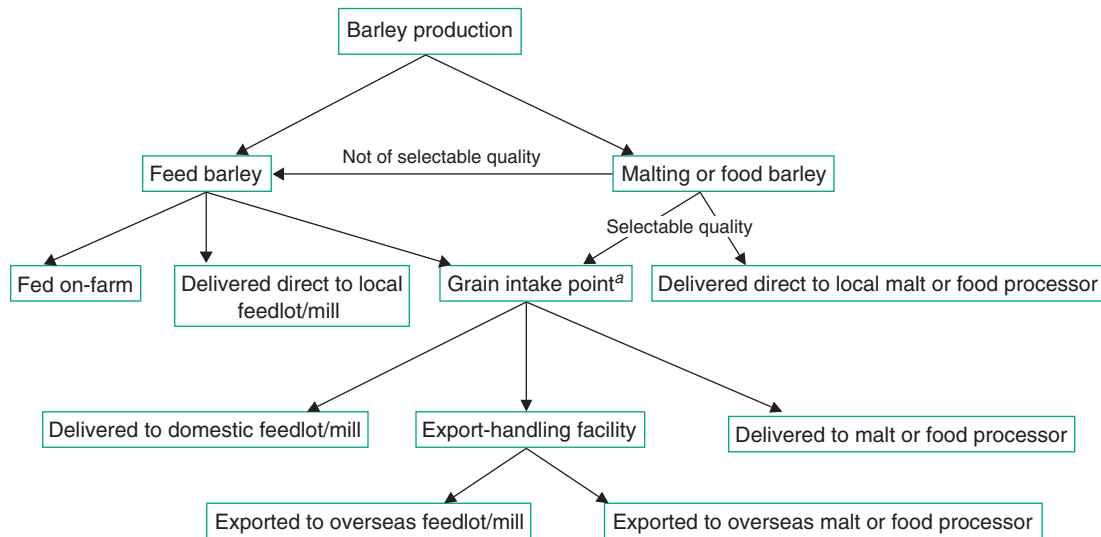 Barley production
Not of selectable quality
Feed barley
Malting or food barley
Selectable quality
Fed on-farm
Delivered direct to local
feedlot/mill
Grain intake pointᵃ
Delivered direct to local malt or food processor
Delivered to domestic feedlot/mill
Export-handling facility
Delivered to malt or food processor
Exported to overseas feedlot/mill
Exported to overseas malt or food processor